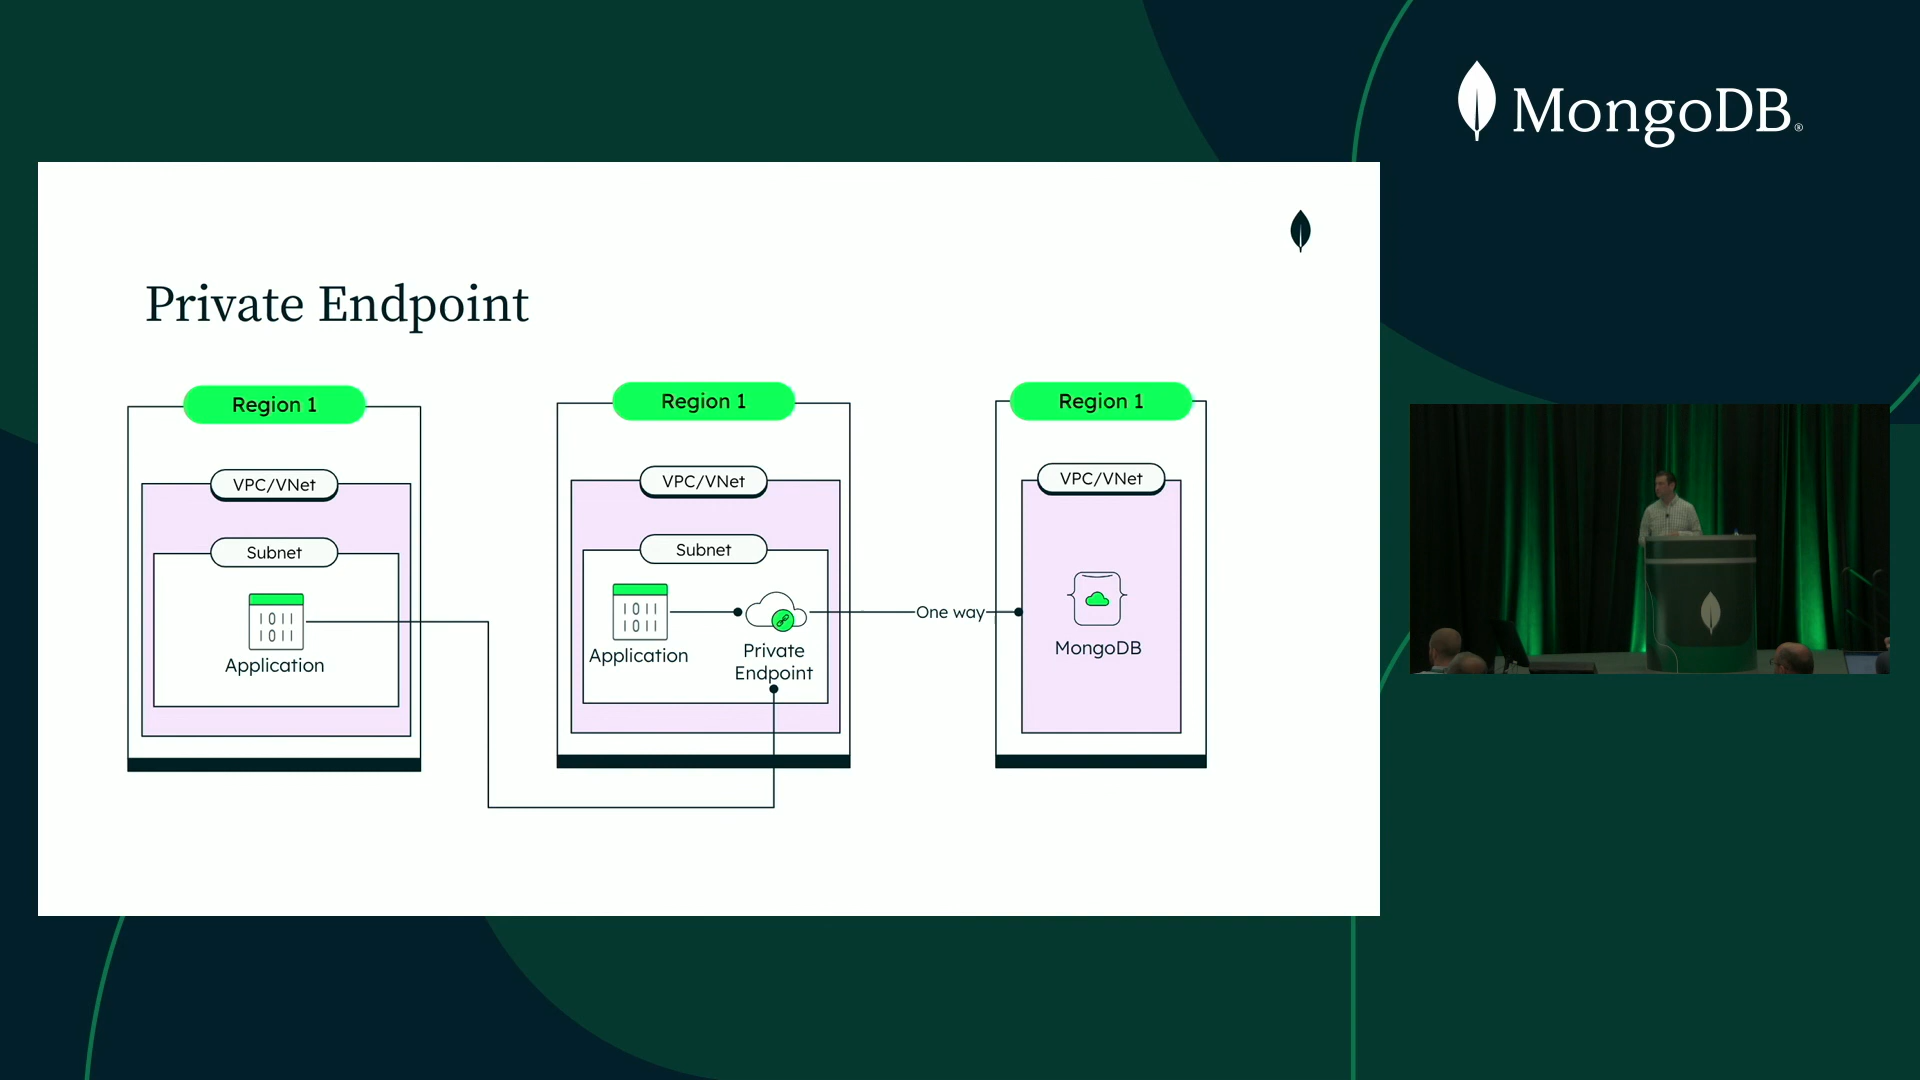 MongoDB®
Private Endpoint
Region 1
VPC/VNet
Subnet
1011
1011
Application
Region 1
VPC/VNet
Subnet
1011
1011
Application
Private
Endpoint
One way
Region 1
VPC/VNet
MongoDB